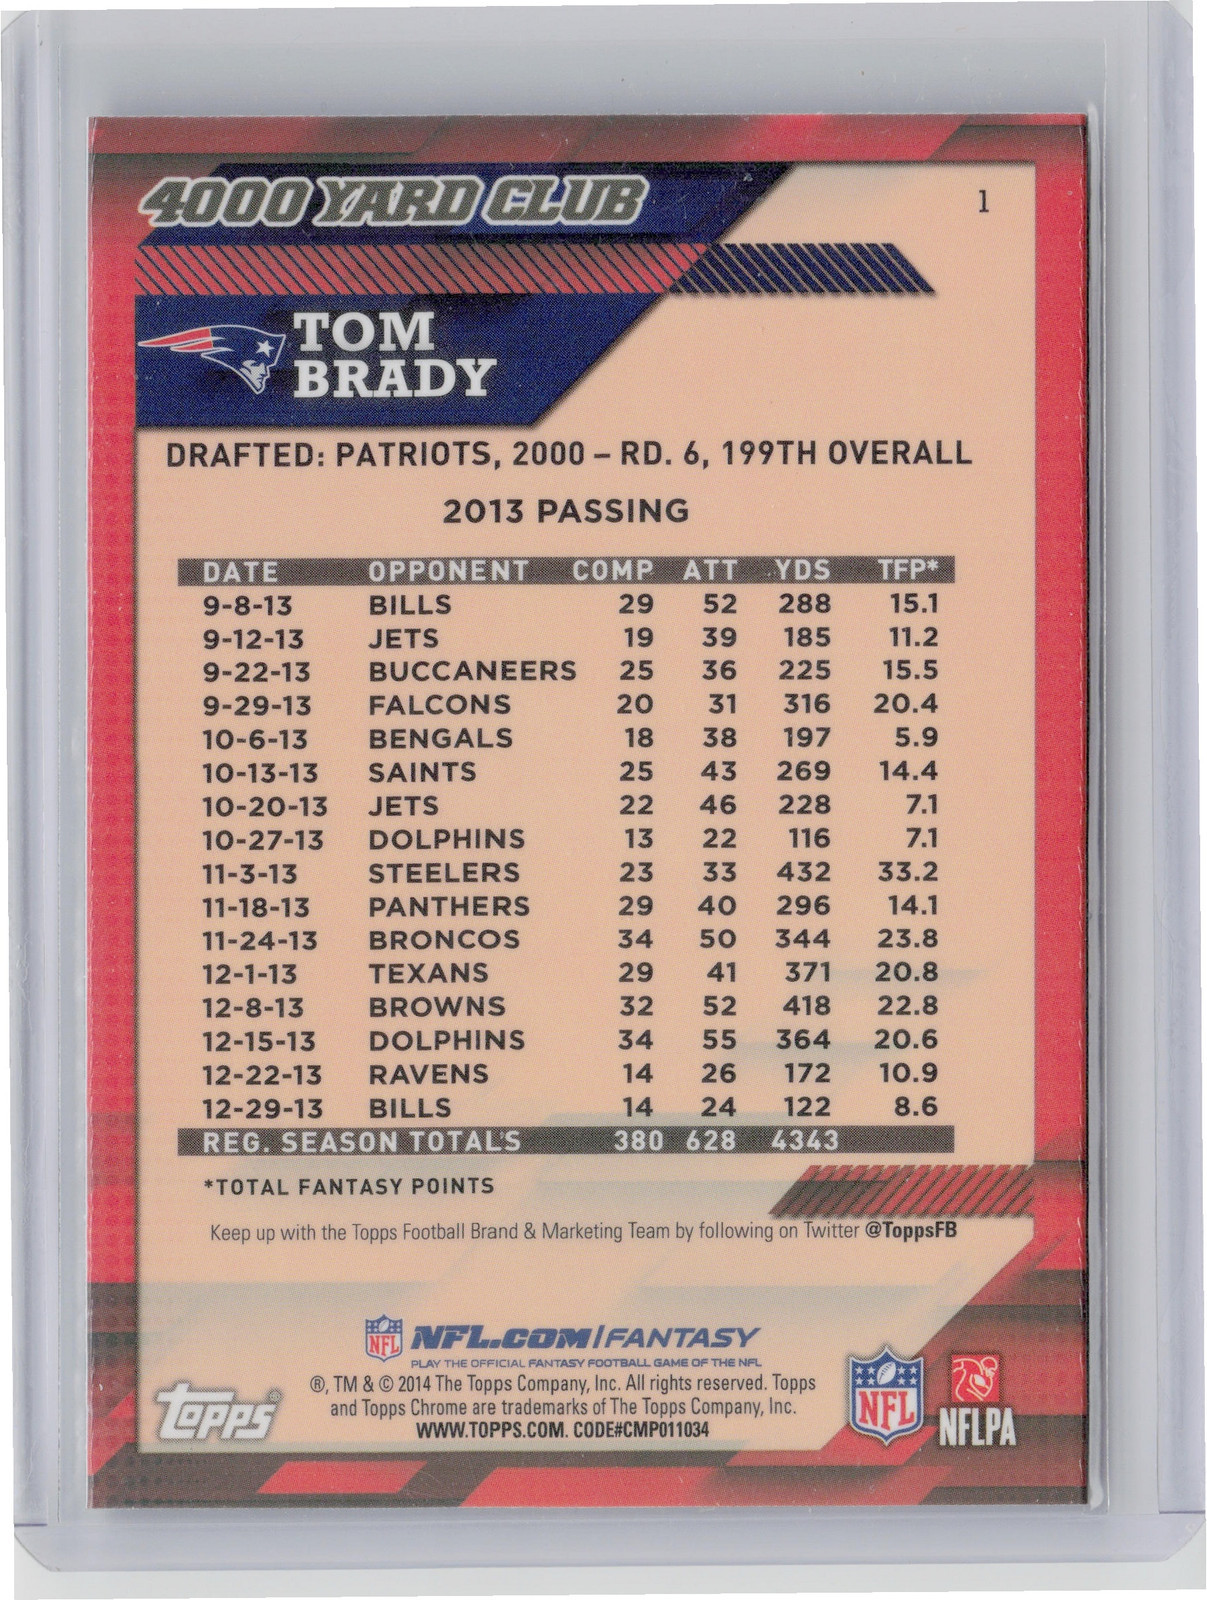 4000 YARD CLUB
1
TOM
BRADY
DRAFTED: PATRIOTS, 2000 – RD. 6, 199TH OVERALL
2013 PASSING
DATE OPPONENT COMP ATT YDS TFP*
9-8-13 BILLS 29 52 288 15.1
9-12-13 JETS 19 39 185 11.2
9-22-13 BUCCANEERS 25 36 225 15.5
9-29-13 FALCONS 20 31 316 20.4
10-6-13 BENGALS 18 38 197 5.9
10-13-13 SAINTS 25 43 269 14.4
10-20-13 JETS 22 46 228 7.1
10-27-13 DOLPHINS 13 22 116 7.1
11-3-13 STEELERS 23 33 432 33.2
11-18-13 PANTHERS 29 40 296 14.1
11-24-13 BRONCOS 34 50 344 23.8
12-1-13 TEXANS 29 41 371 20.8
12-8-13 BROWNS 32 52 418 22.8
12-15-13 DOLPHINS 34 55 364 20.6
12-22-13 RAVENS 14 26 172 10.9
12-29-13 BILLS 14 24 122 8.6
REG. SEASON TOTALS 380 628 4343
*TOTAL FANTASY POINTS
Keep up with the Topps Football Brand & Marketing Team by following on Twitter @ToppsFB
NFL NFL.COM/FANTASY
PLAY THE OFFICIAL FANTASY FOOTBALL GAME OF THE NFL
®, TM & © 2014 The Topps Company, Inc. All rights reserved. Topps
and Topps Chrome are trademarks of The Topps Company, Inc.
WWW.TOPPS.COM. CODE#CMP011034
Topps®
NFL
NFLPA